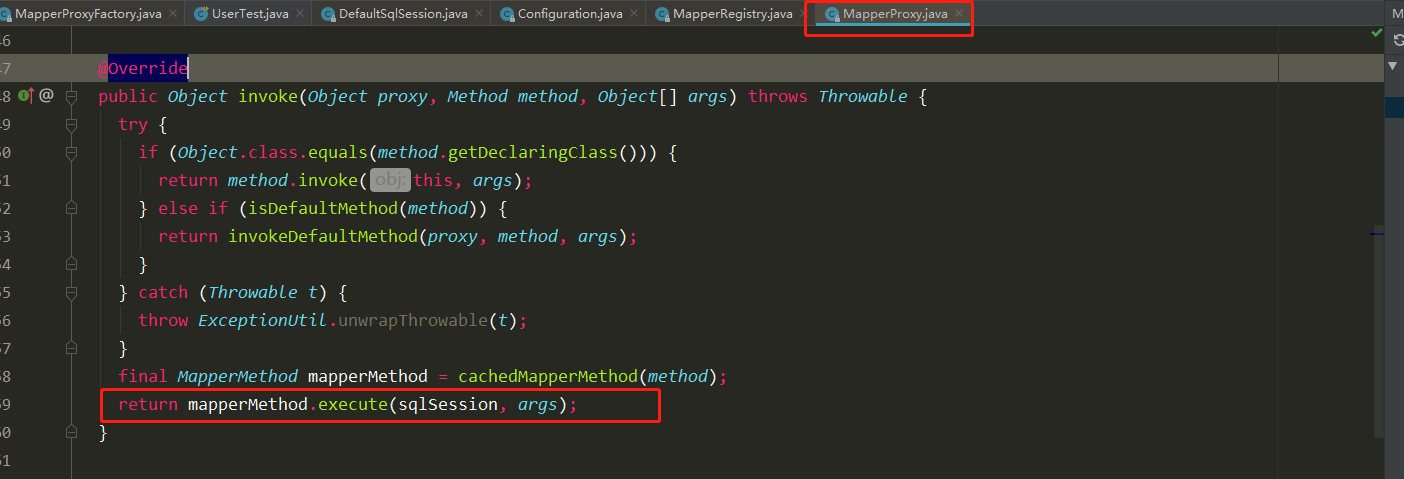 MapperProxyFactory.java × UserTest.java × DefaultSqlSession.java × Configuration.java × MapperRegistry.java × MapperProxy.java × M
46
47 @Override
48 @ public Object invoke(Object proxy, Method method, Object[] args) throws Throwable {
49 try {
50 if (Object.class.equals(method.getDeclaringClass())) {
51 return method.invoke( obj: this, args);
52 } else if (isDefaultMethod(method)) {
53 return invokeDefaultMethod(proxy, method, args);
54 }
55 } catch (Throwable t) {
56 throw ExceptionUtil.unwrapThrowable(t);
57 }
58 final MapperMethod mapperMethod = cachedMapperMethod(method);
59 return mapperMethod.execute(sqlSession, args);
60 }
61